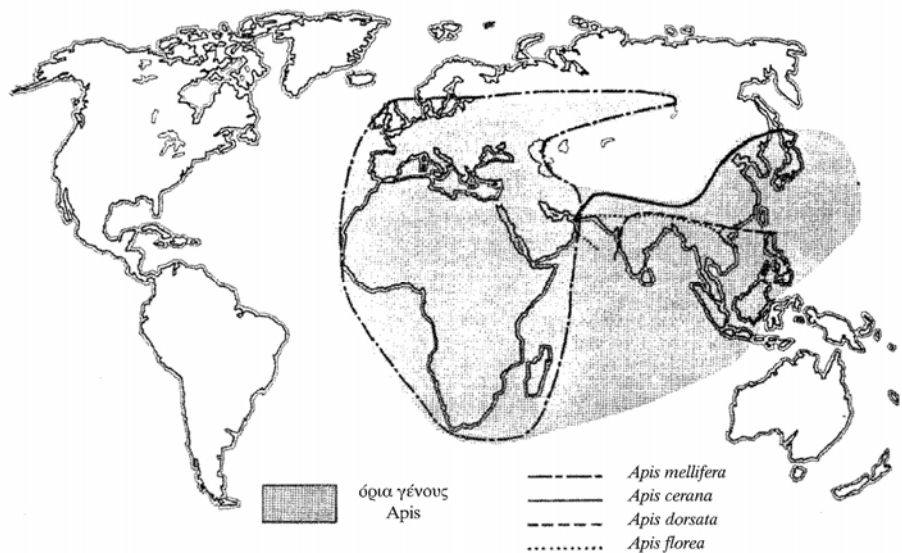 όρια γένους
Apis
Apis mellifera
Apis cerana
Apis dorsata
Apis florea